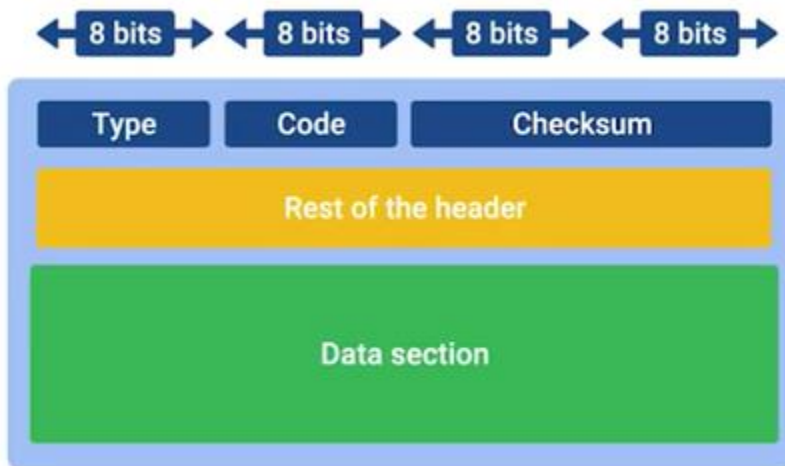 8 bits 8 bits 8 bits 8 bits
Type Code Checksum
Rest of the header
Data section